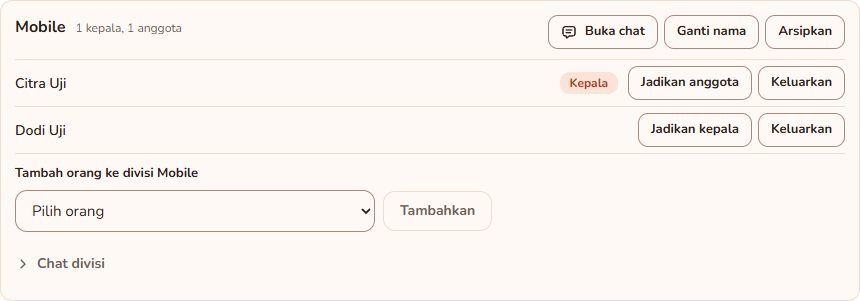 Mobile 1 kepala, 1 anggota Buka chat Ganti nama Arsipkan
Citra Uji Kepala Jadikan anggota Keluarkan
Dodi Uji Jadikan kepala Keluarkan
Tambah orang ke divisi Mobile
Pilih orang Tambahkan
Chat divisi